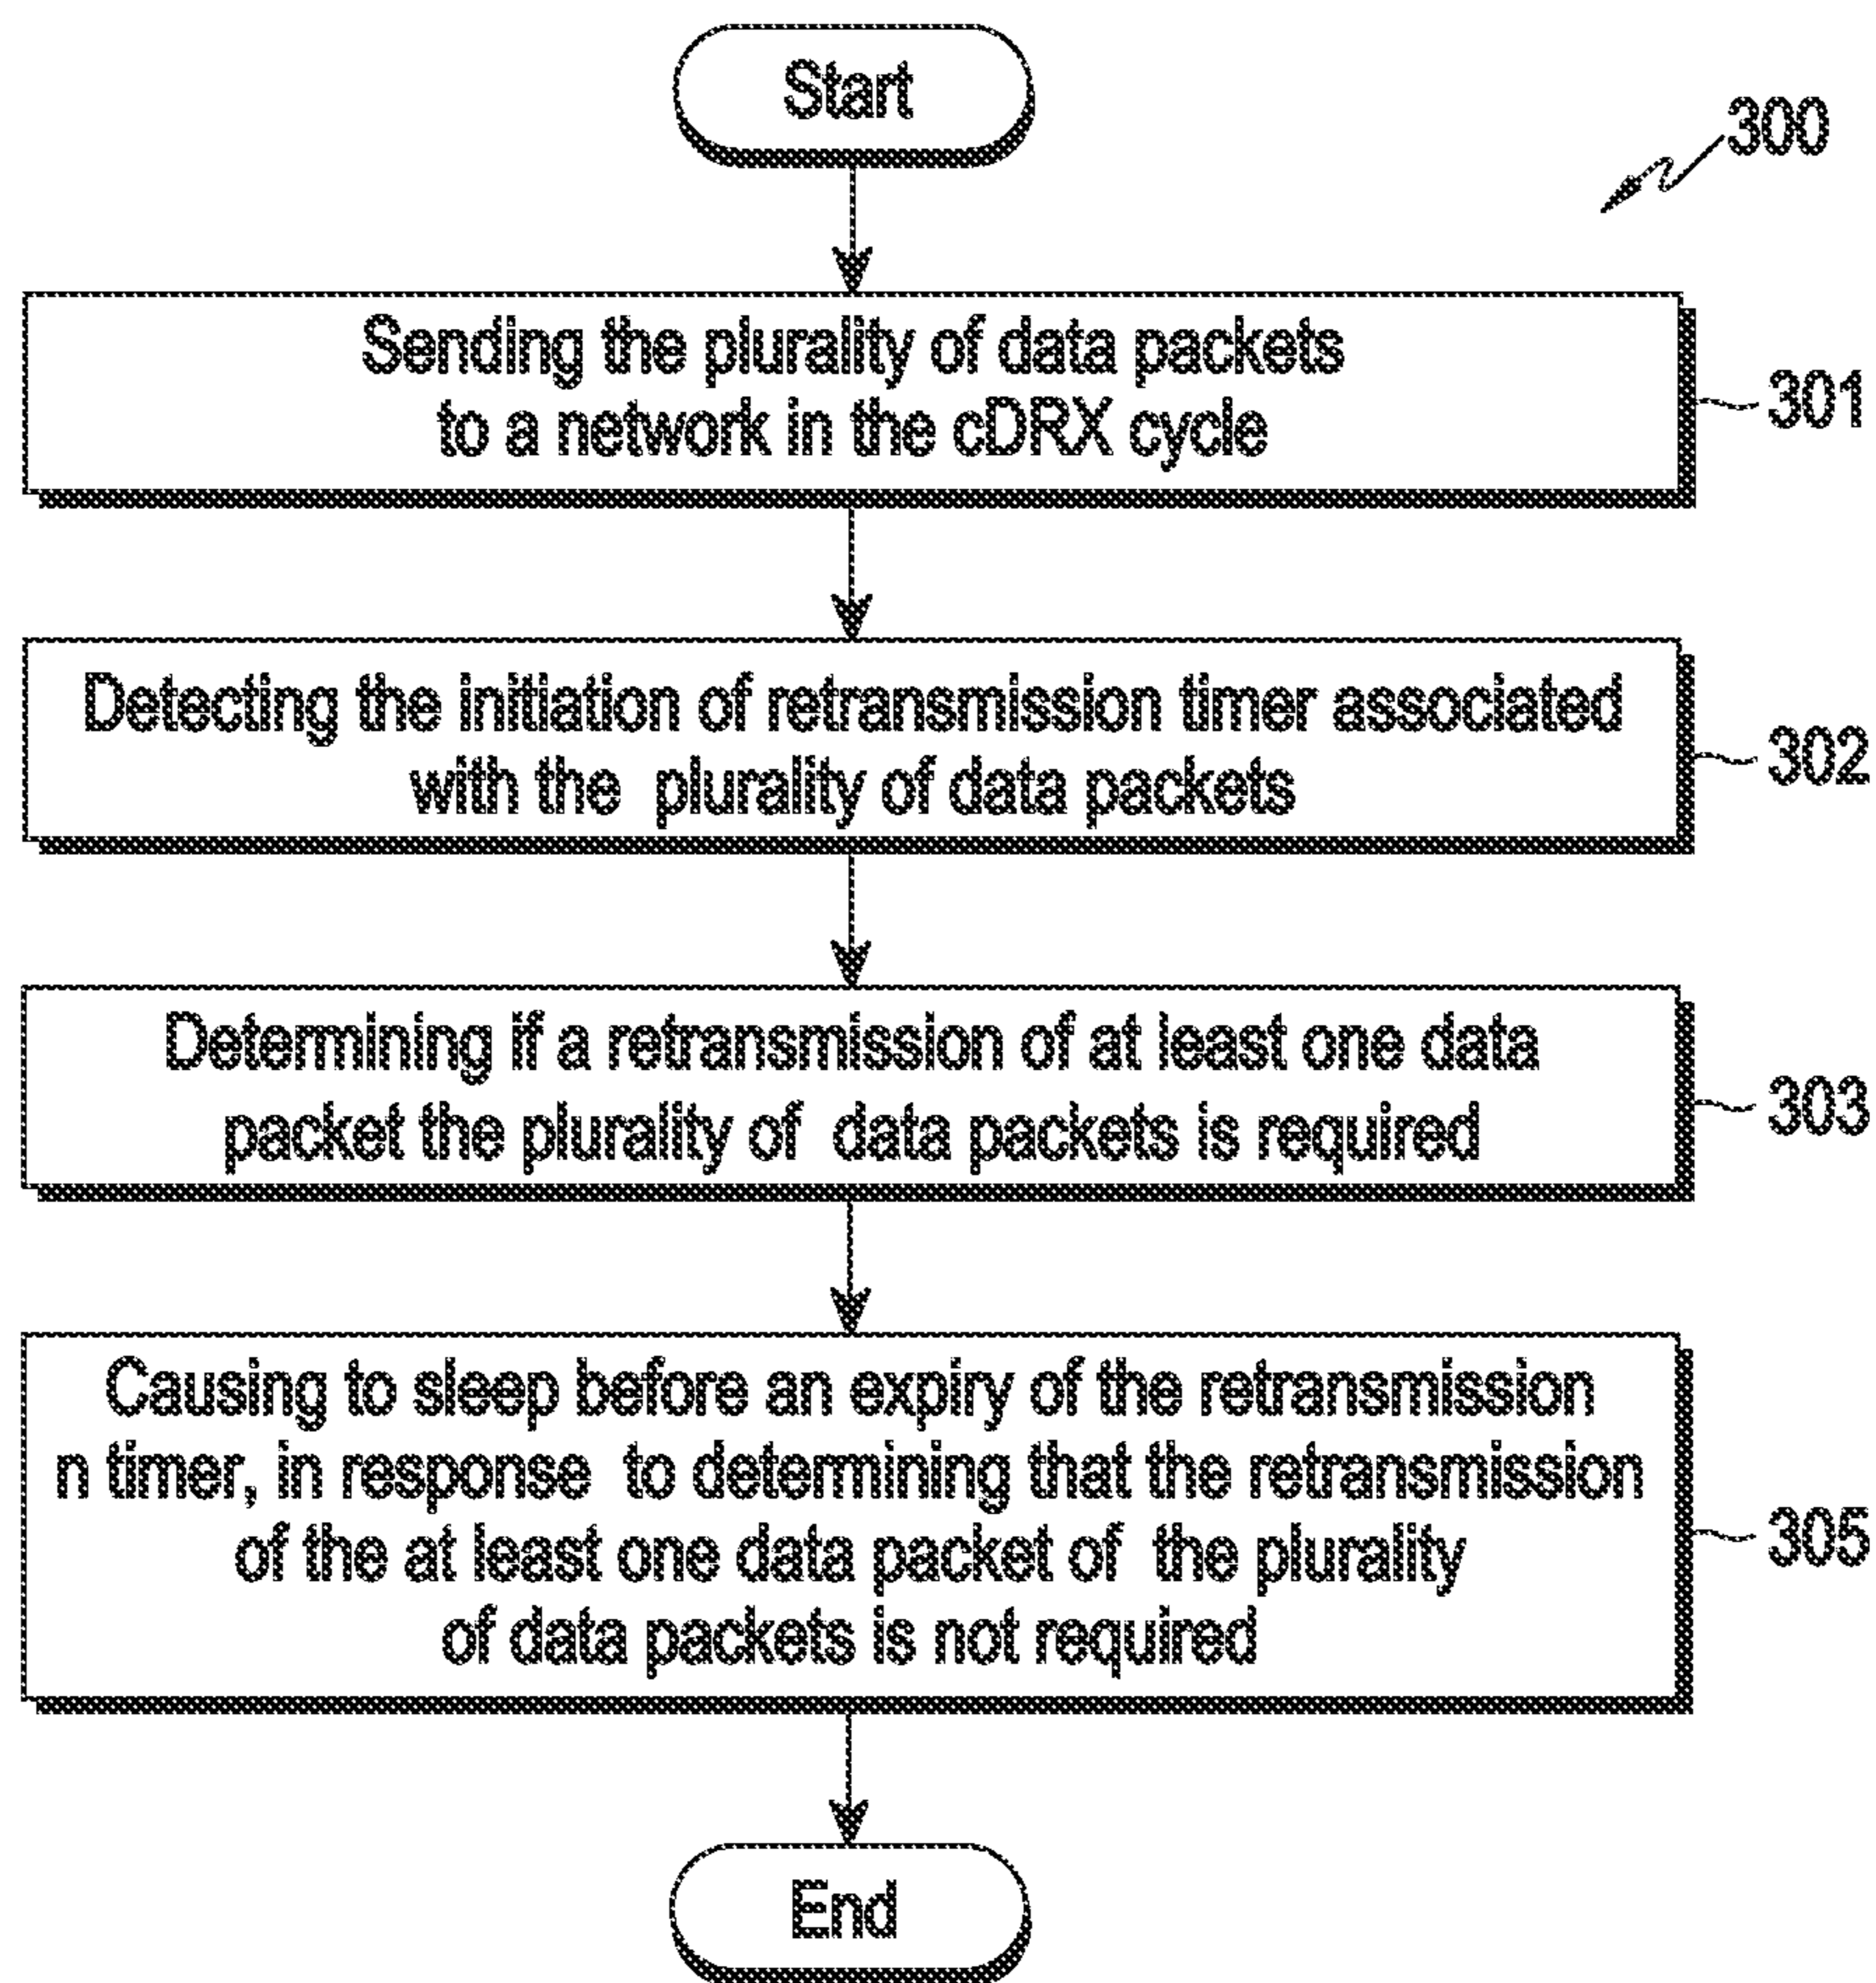 Start
300
Sending the plurality of data packets
to a network in the cDRX cycle
301
Detecting the initiation of retransmission timer associated
with the plurality of data packets
302
Determining if a retransmission of at least one data
packet the plurality of data packets is required
303
Causing to sleep before an expiry of the retransmission
n timer, in response to determining that the retransmission
of the at least one data packet of the plurality
of data packets is not required
305
End